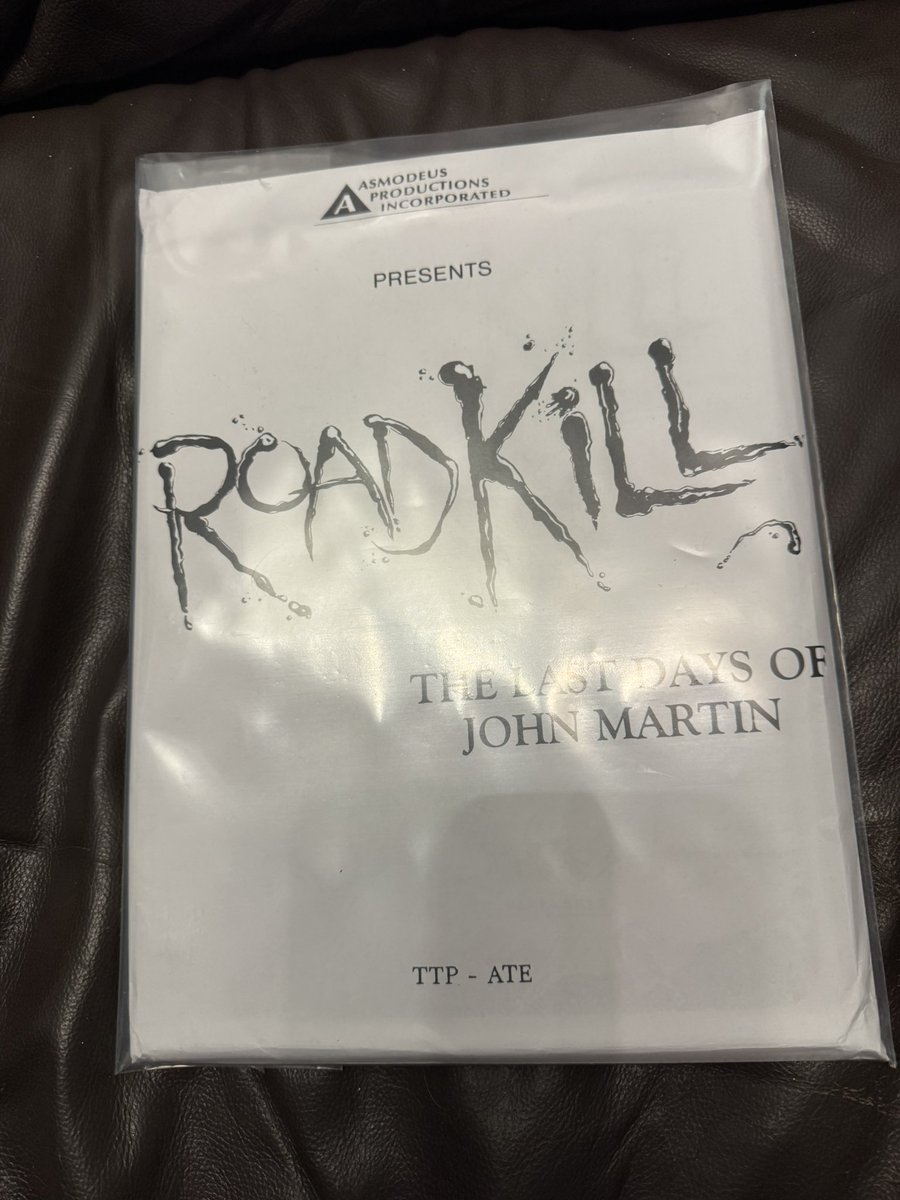 A
ASMODEUS
PRODUCTIONS
INCORPORATED
PRESENTS
ROADKiLL
THE LAST DAYS OF
JOHN MARTIN
TTP - ATE